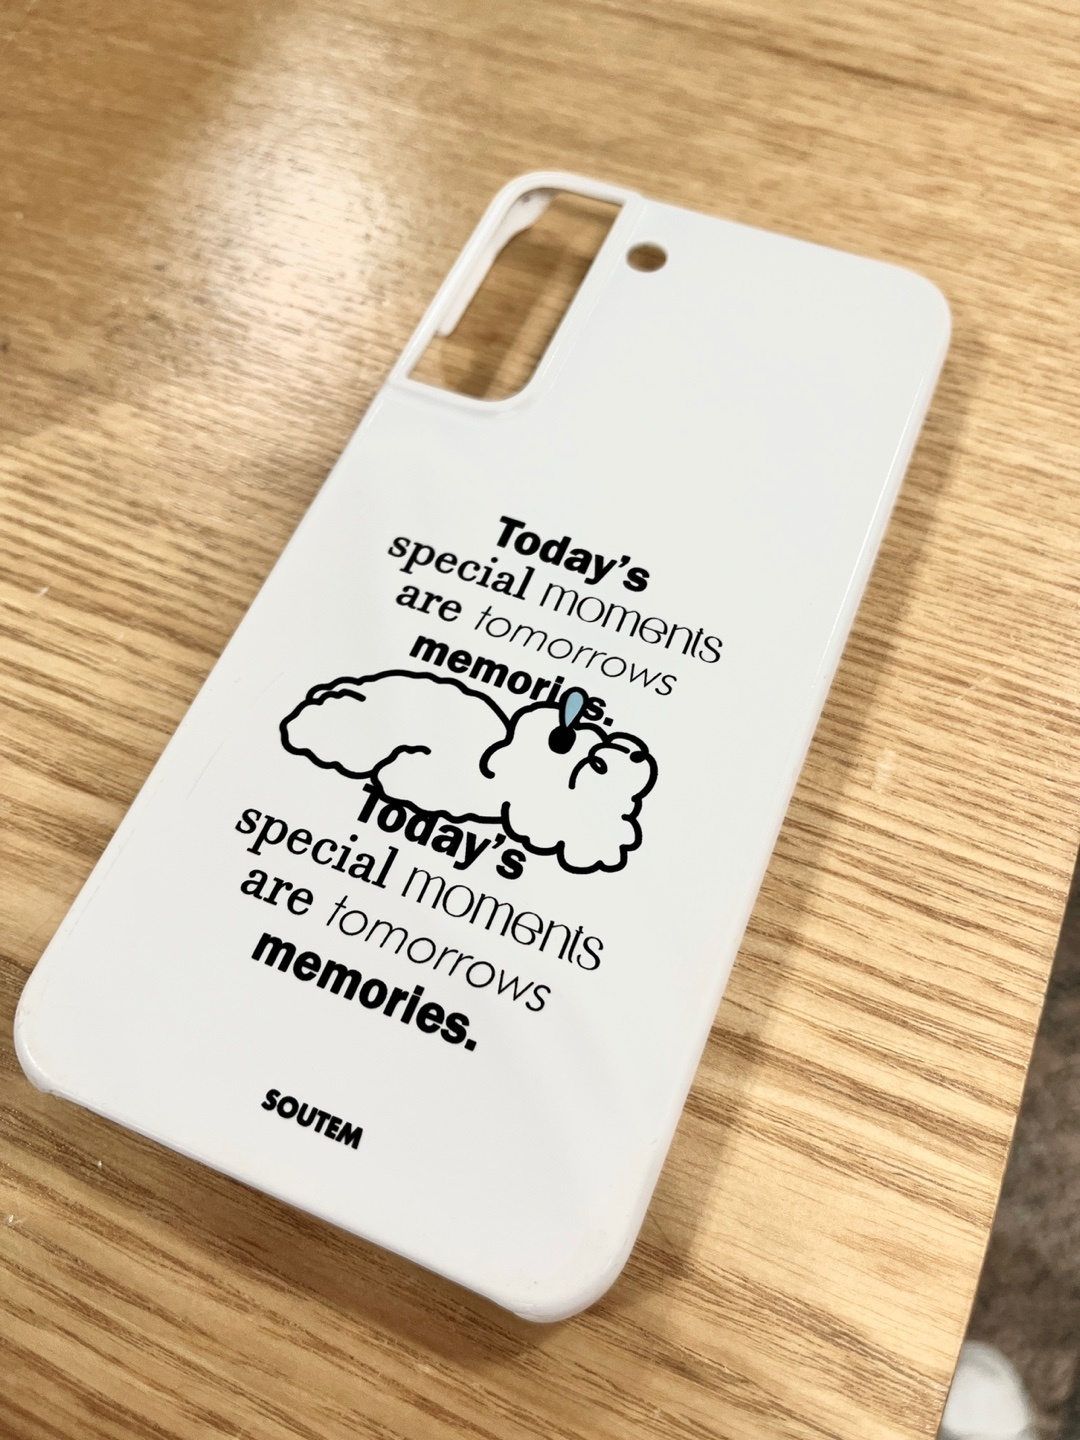 Today’s
special moments
are tomorrows
memories.
Today’s
special moments
are tomorrows
memories.
SOUTEM